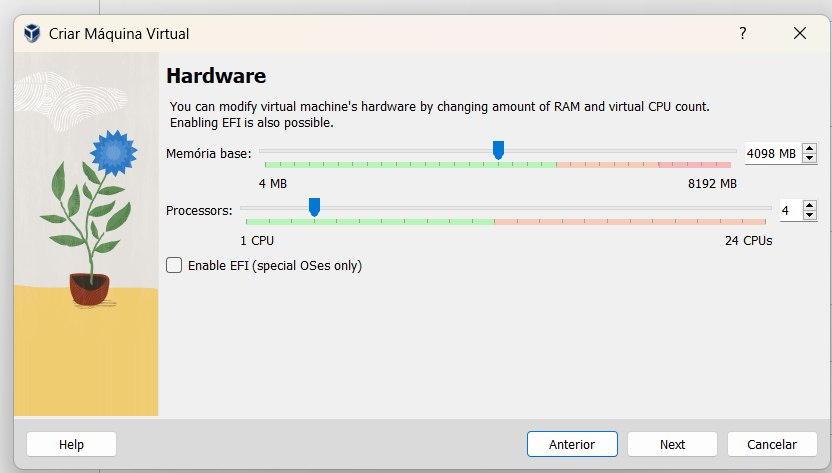 Criar Máquina Virtual
?
Hardware
You can modify virtual machine's hardware by changing amount of RAM and virtual CPU count.
Enabling EFI is also possible.
Memória base:
4098 MB
4 MB
8192 MB
Processors:
4
1 CPU
24 CPUs
Enable EFI (special OSes only)
Help
Anterior
Next
Cancelar